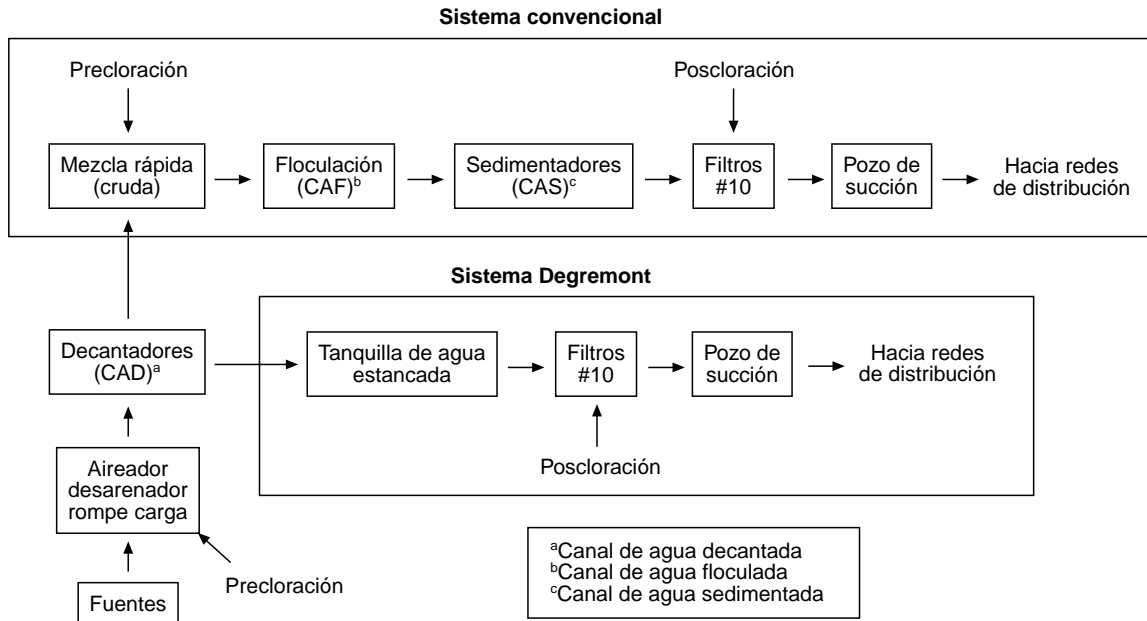 Sistema convencional
Precloración
Poscloración
Mezcla rápida
(cruda)
Floculación
(CAF)b
Sedimentadores
(CAS)c
Filtros
#10
Pozo de
succión
Hacia redes
de distribución
Sistema Degremont
Decantadores
(CAD)a
Tanquilla de agua
estancada
Filtros
#10
Pozo de
succión
Hacia redes
de distribución
Poscloración
Aireador
desarenador
rompe carga
Precloración
Fuentes
aCanal de agua decantada
bCanal de agua floculada
cCanal de agua sedimentada